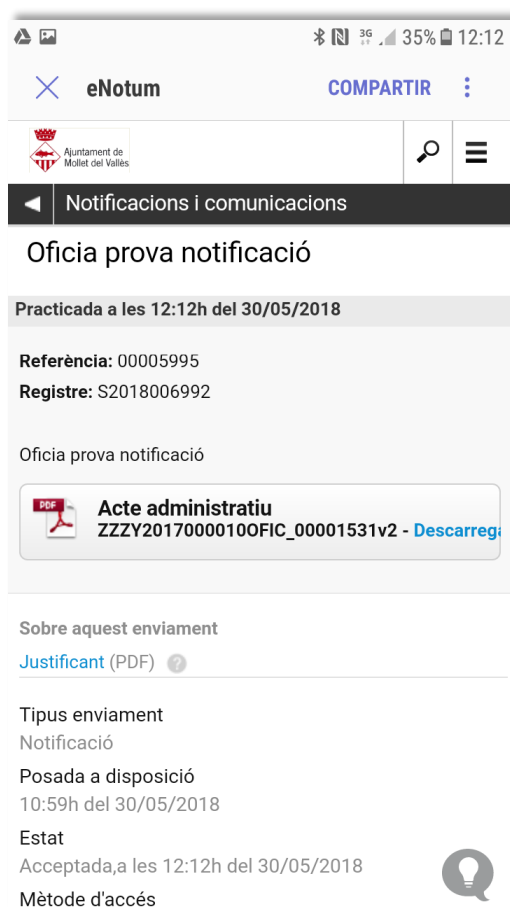 3G 35% 12:12
eNotum COMPARTIR
Ajuntament de
Mollet del Vallès
Notificacions i comunicacions
Oficia prova notificació
Practicada a les 12:12h del 30/05/2018
Referència: 00005995
Registre: S2018006992
Oficia prova notificació
PDF
Acte administratiu
ZZZY2017000010OFIC_00001531v2 - Descarrega
Sobre aquest enviament
Justificant (PDF) ?
Tipus enviament
Notificació
Posada a disposició
10:59h del 30/05/2018
Estat
Acceptada,a les 12:12h del 30/05/2018
Mètode d'accés